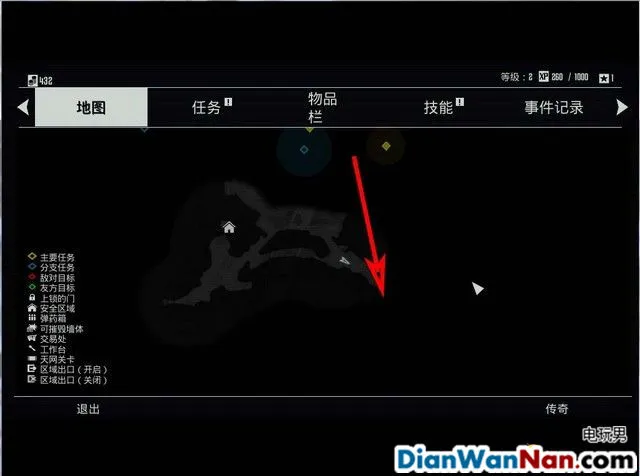 432
等级：2 XP 260 / 1000 1
地图 任务 物品栏 技能 事件记录
主要任务
分支任务
敌对目标
友方目标
上锁的门
安全区域
弹药箱
可摧毁墙体
交易处
工作台
天网关卡
区域出口（开启）
区域出口（关闭）
退出 传奇
电玩男
DianWanNan.com